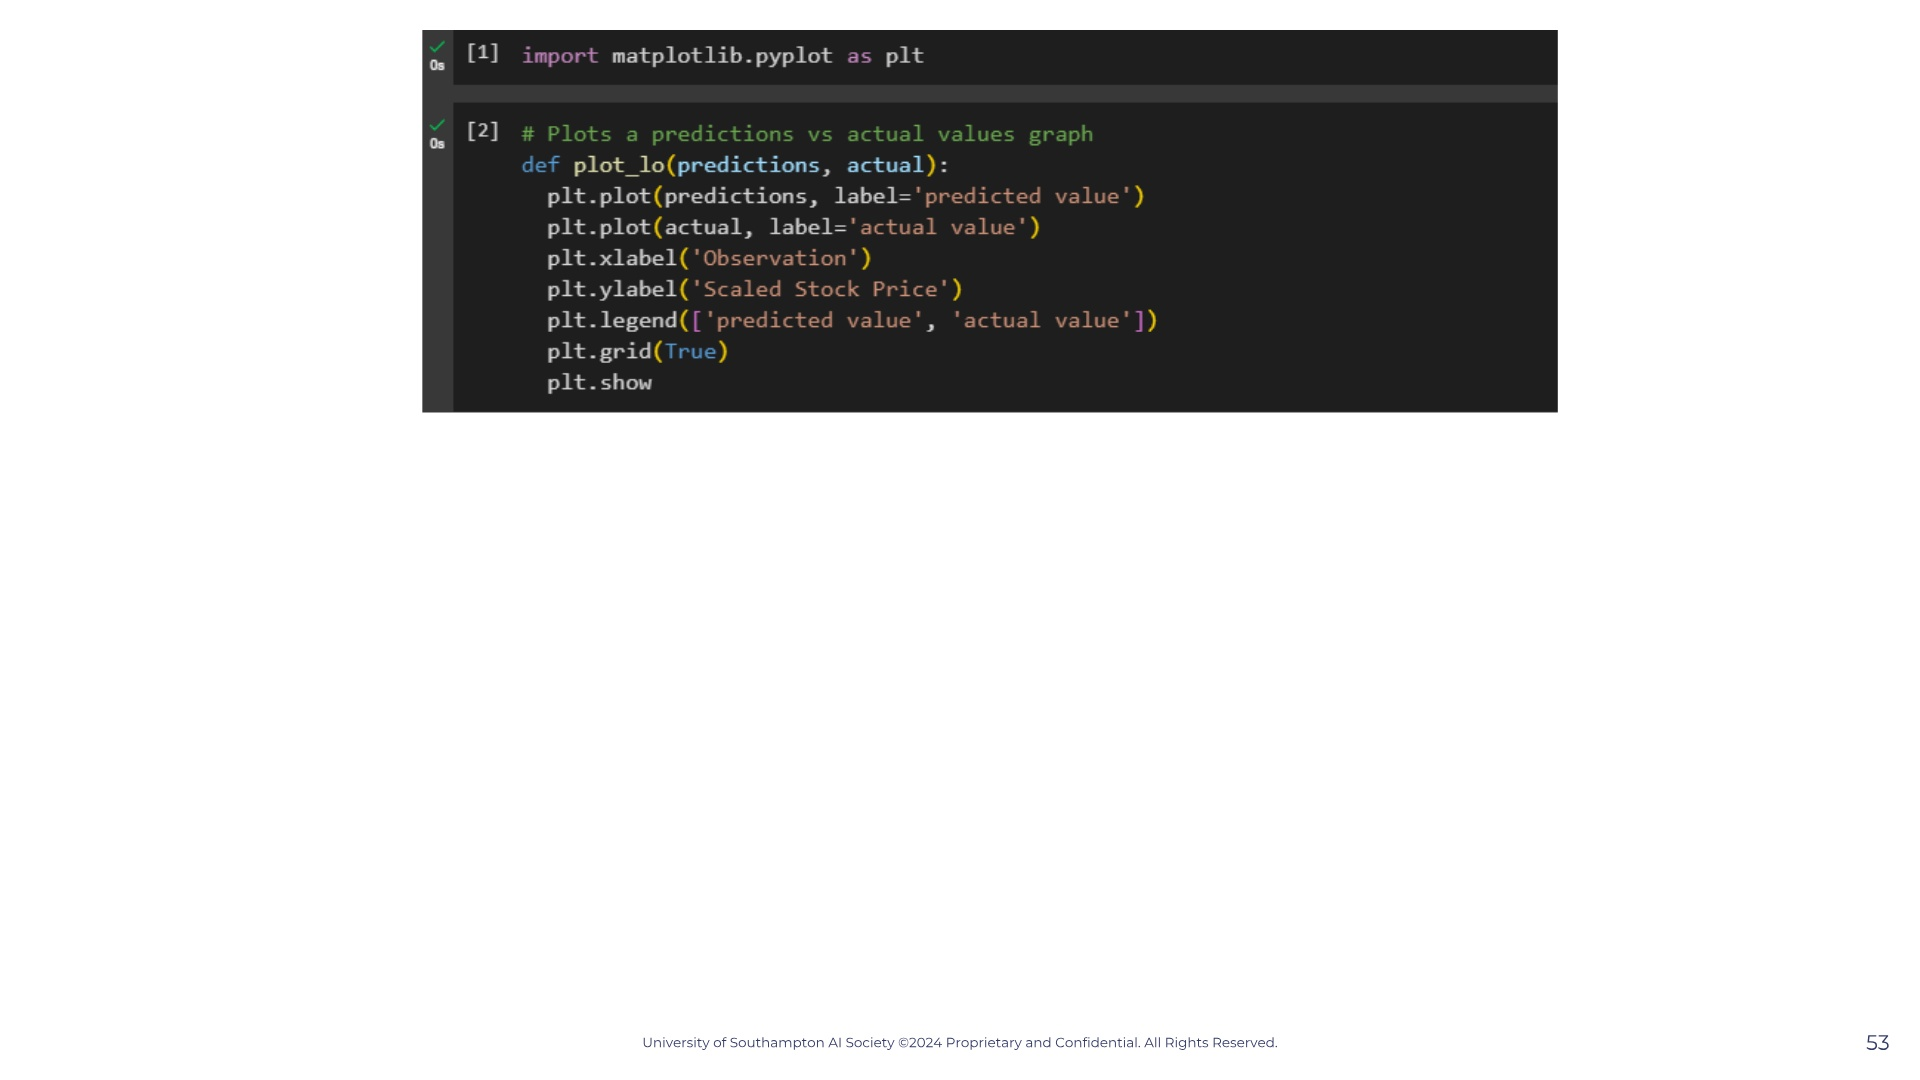 [1] import matplotlib.pyplot as plt
0s
[2] # Plots a predictions vs actual values graph
0s
def plot_lo(predictions, actual):
plt.plot(predictions, label='predicted value')
plt.plot(actual, label='actual value')
plt.xlabel('Observation')
plt.ylabel('Scaled Stock Price')
plt.legend(['predicted value', 'actual value'])
plt.grid(True)
plt.show
University of Southampton AI Society ©2024 Proprietary and Confidential. All Rights Reserved.
53